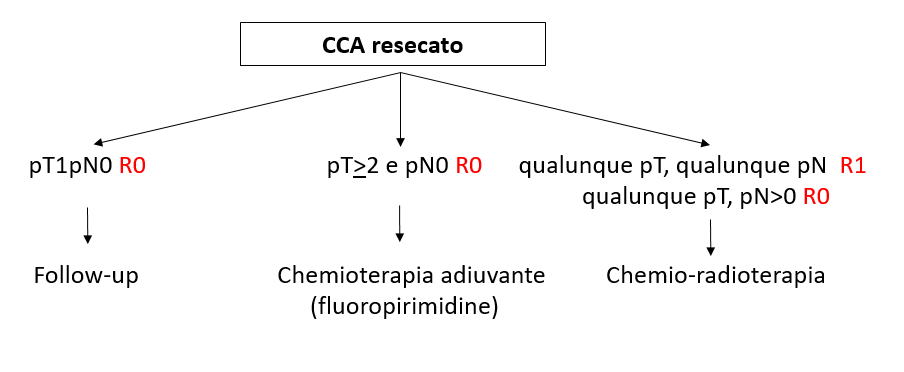 CCA resecato
pT1pN0 R0
pT≥2 e pN0 R0
qualunque pT, qualunque pN R1
qualunque pT, pN>0 R0
Follow-up
Chemioterapia adiuvante
(fluoropirimidine)
Chemio-radioterapia